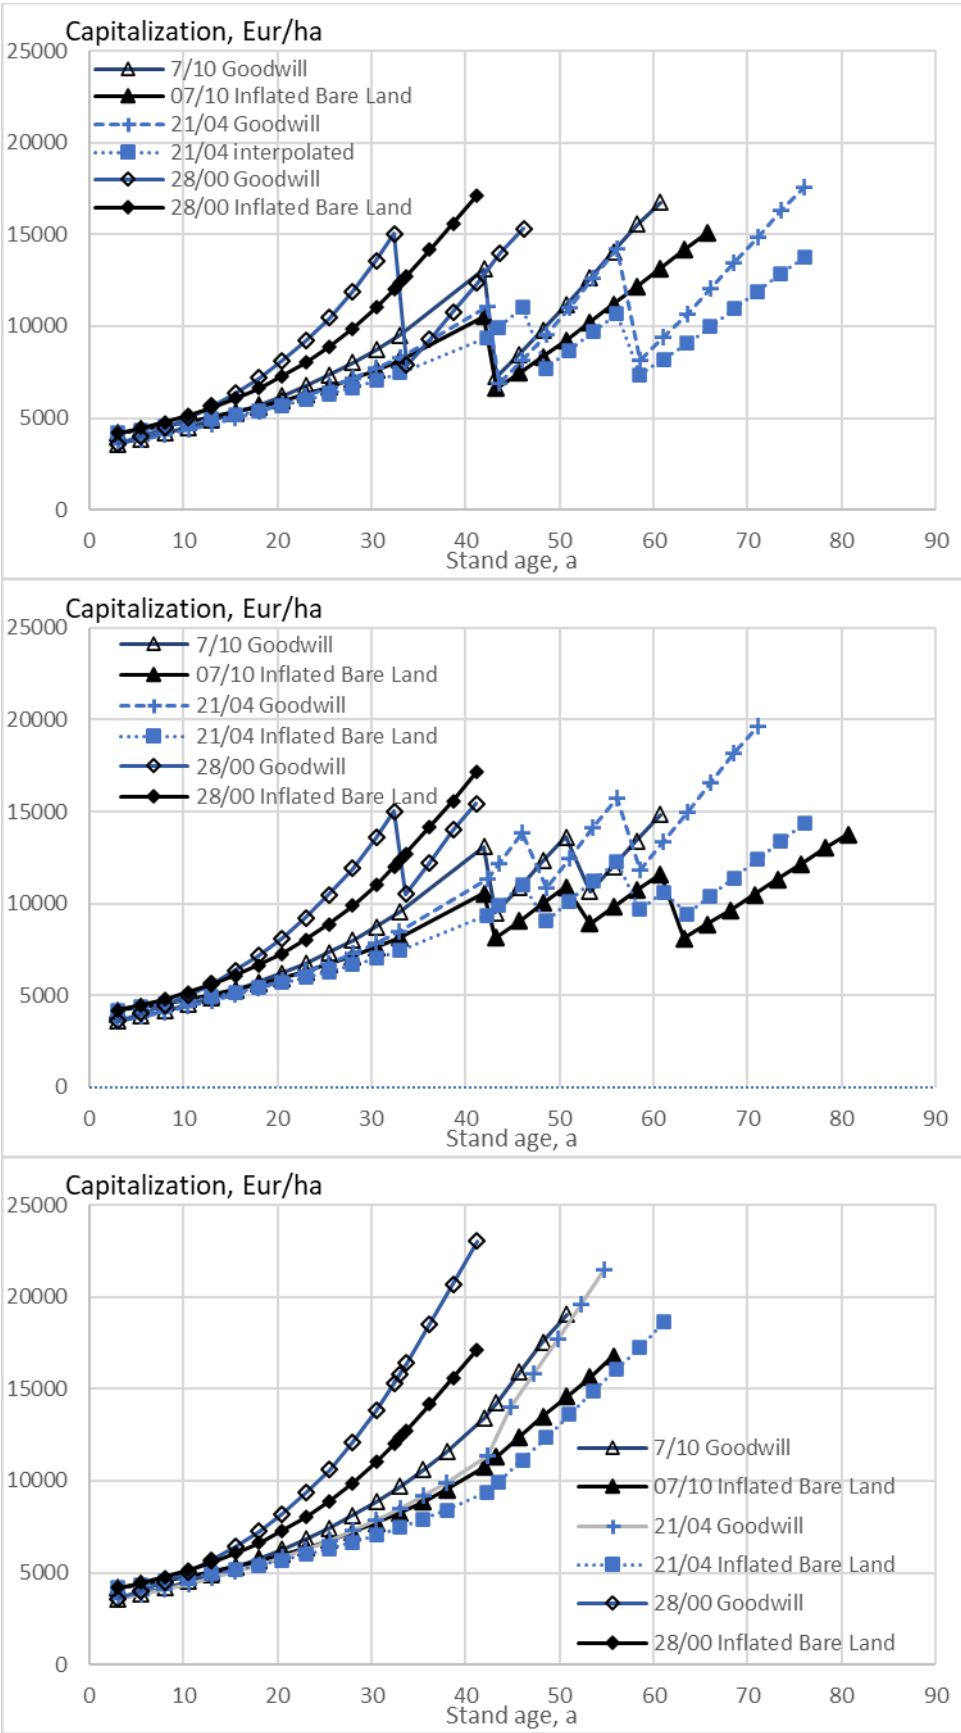 Capitalization, Eur/ha
25000
7/10 Goodwill
07/10 Inflated Bare Land
21/04 Goodwill
20000
21/04 interpolated
28/00 Goodwill
28/00 Inflated Bare Land
15000
10000
5000
0
0 10 20 30 40 50 60 70 80 90
Stand age, a
Capitalization, Eur/ha
25000
7/10 Goodwill
07/10 Inflated Bare Land
21/04 Goodwill
20000
21/04 Inflated Bare Land
28/00 Goodwill
28/00 Inflated Bare Land
15000
10000
5000
0
0 10 20 30 40 50 60 70 80 90
Stand age, a
Capitalization, Eur/ha
25000
20000
15000
7/10 Goodwill
07/10 Inflated Bare Land
10000
21/04 Goodwill
21/04 Inflated Bare Land
5000
28/00 Goodwill
28/00 Inflated Bare Land
0
0 10 20 30 40 50 60 70 80 90
Stand age, a